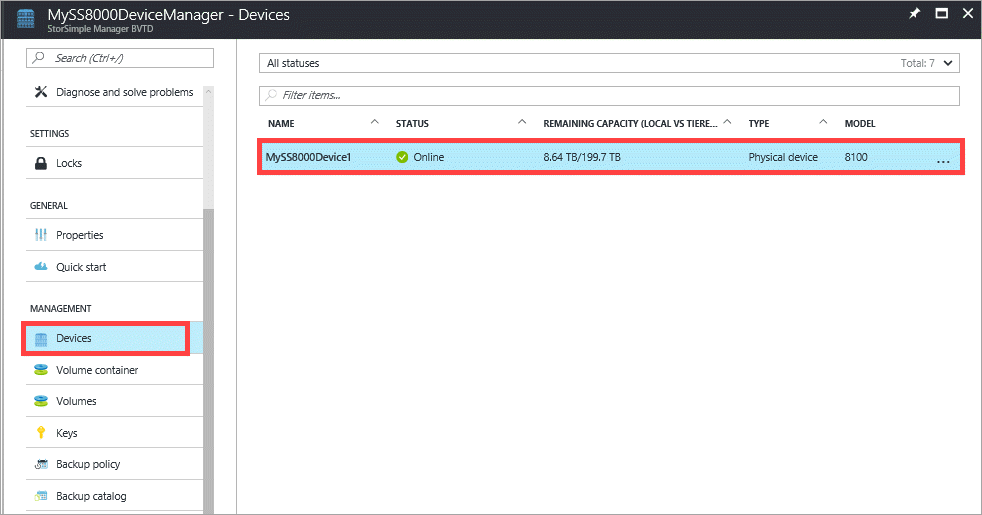 MySS8000DeviceManager - Devices
StorSimple Manager BVTD
Search (Ctrl+/)
Diagnose and solve problems
SETTINGS
Locks
GENERAL
Properties
Quick start
MANAGEMENT
Devices
Volume container
Volumes
Keys
Backup policy
Backup catalog
All statuses Total: 7
Filter items...
NAME STATUS REMAINING CAPACITY (LOCAL VS TIERE... TYPE MODEL
MySS8000Device1 Online 8.64 TB/199.7 TB Physical device 8100 ...